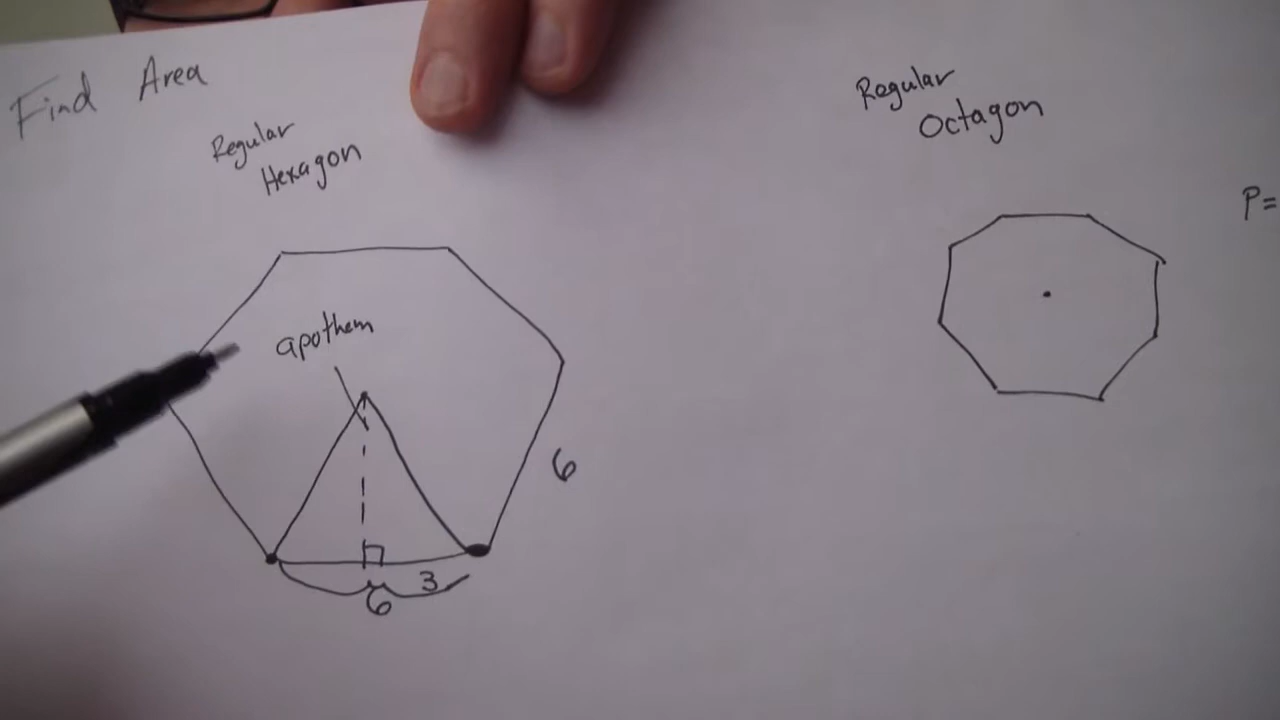 Find Area
Regular
Hexagon
apothem
6
3
6
Regular
Octagon
P=